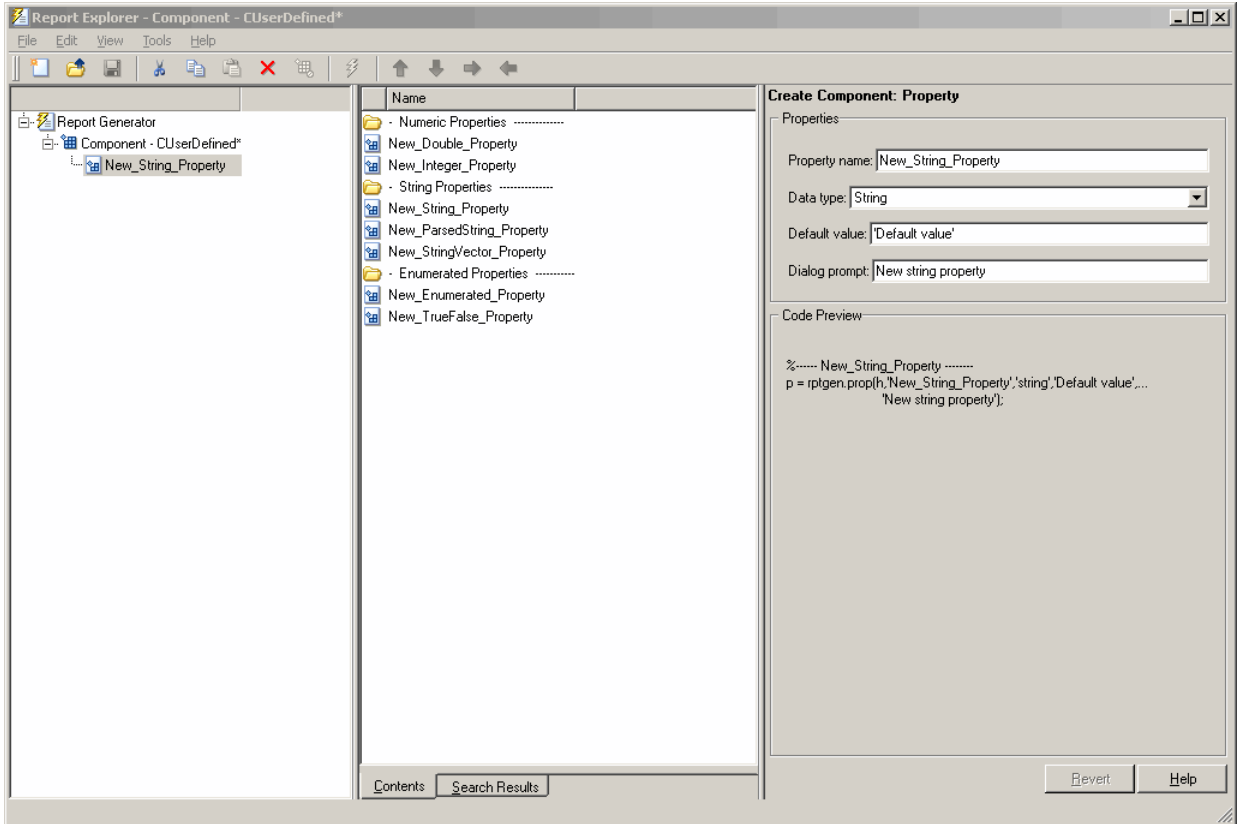 Report Explorer - Component - CUserDefined*
File Edit View Tools Help
Report Generator
Component - CUserDefined*
New_String_Property
Name
- Numeric Properties --------------
New_Double_Property
New_Integer_Property
- String Properties ---------------
New_String_Property
New_ParsedString_Property
New_StringVector_Property
- Enumerated Properties ----------
New_Enumerated_Property
New_TrueFalse_Property
Contents Search Results
Create Component: Property
Properties
Property name: New_String_Property
Data type: String
Default value: 'Default value'
Dialog prompt: New string property
Code Preview
%------ New_String_Property --------
p = rptgen.prop(h,'New_String_Property','string','Default value',...
'New string property');
Revert Help